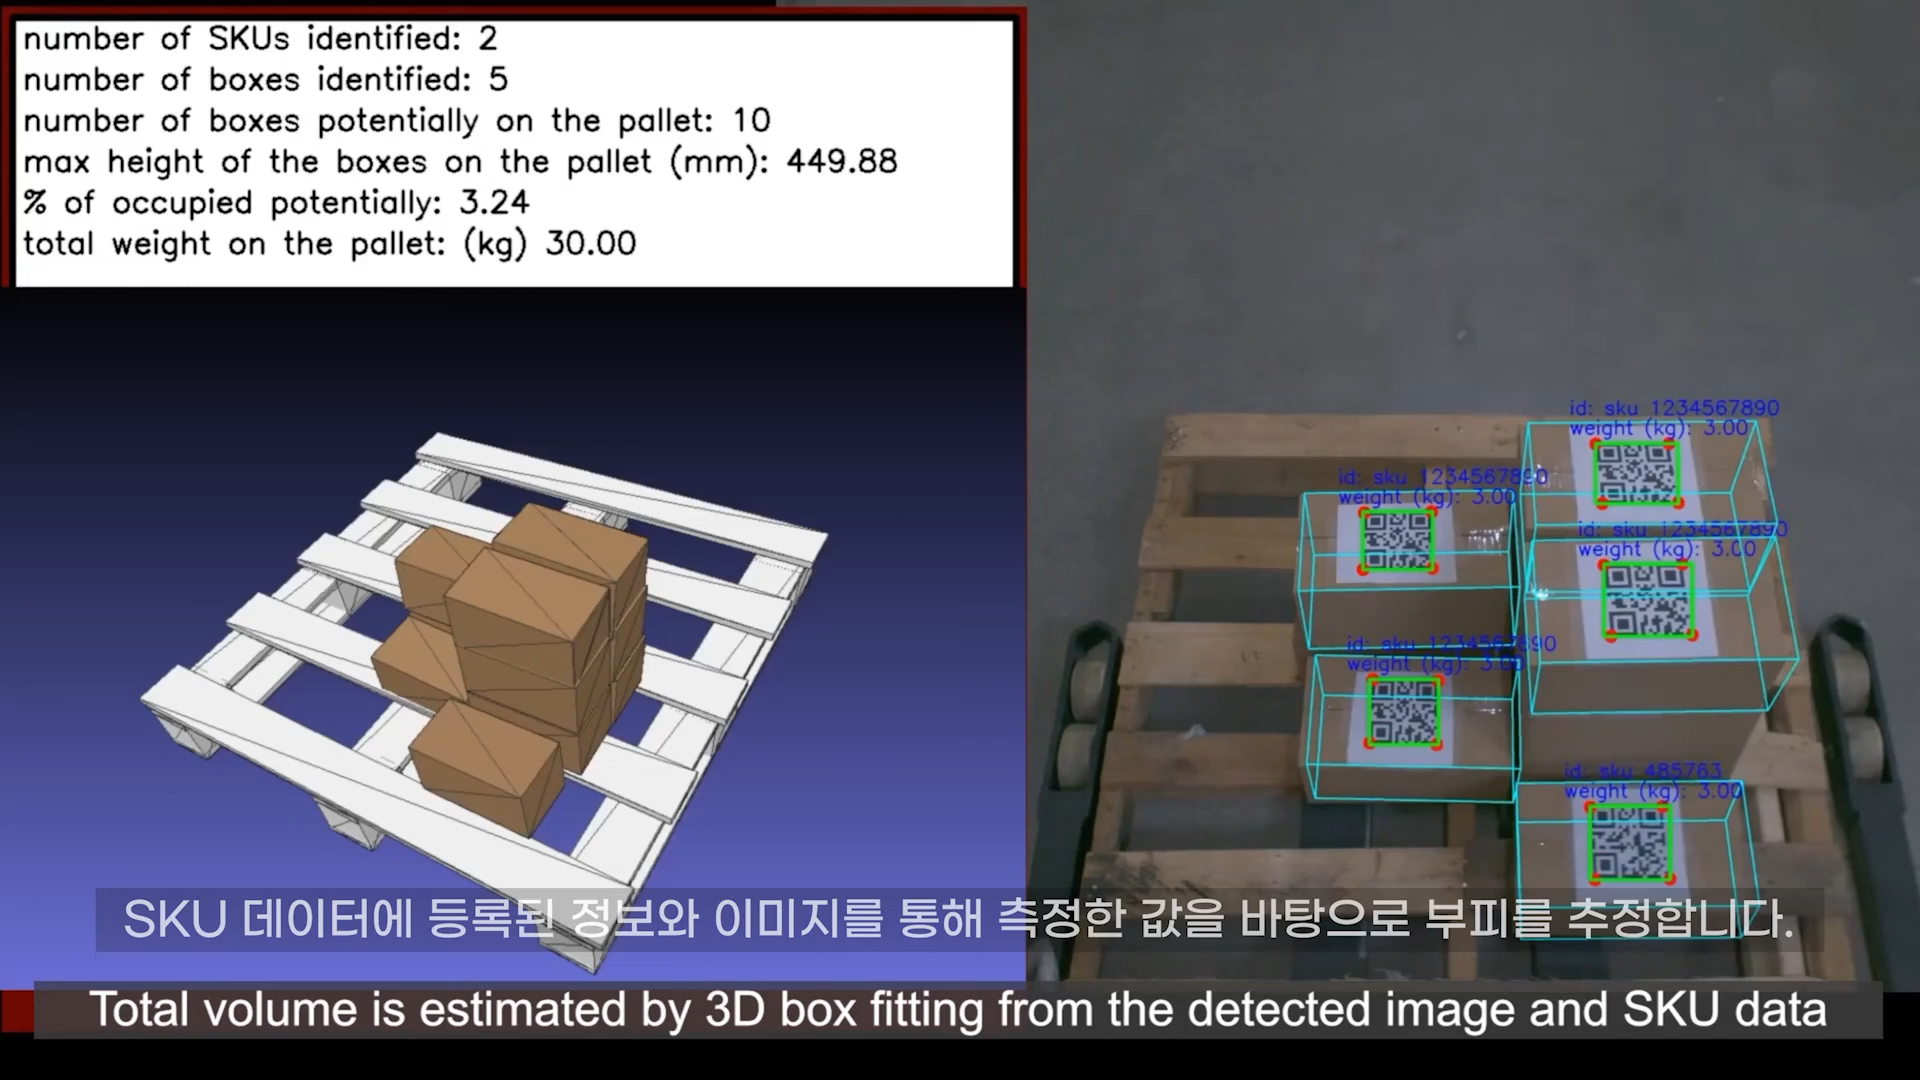 number of SKUs identified: 2
number of boxes identified: 5
number of boxes potentially on the pallet: 10
max height of the boxes on the pallet (mm): 449.88
% of occupied potentially: 3.24
total weight on the pallet: (kg) 30.00
id: sku 1234567890
weight (kg): 3.00
id: sku 1234567890
weight (kg): 3.00
id: sku 1234567890
weight (kg): 3.00
id: sku 1234567890
weight (kg): 3.00
id: sku 485763
weight (kg): 3.00
SKU 데이터에 등록된 정보와 이미지를 통해 측정한 값을 바탕으로 부피를 추정합니다.
Total volume is estimated by 3D box fitting from the detected image and SKU data